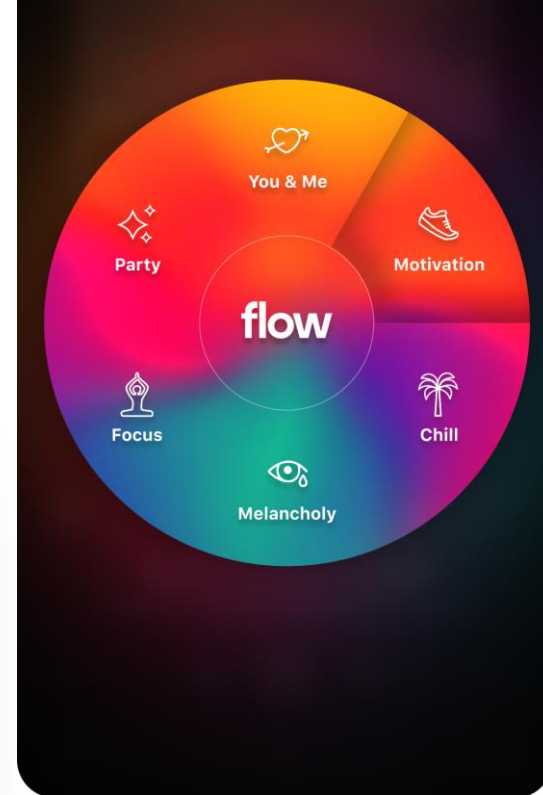 You & Me
Party
Motivation
flow
Focus
Chill
Melancholy